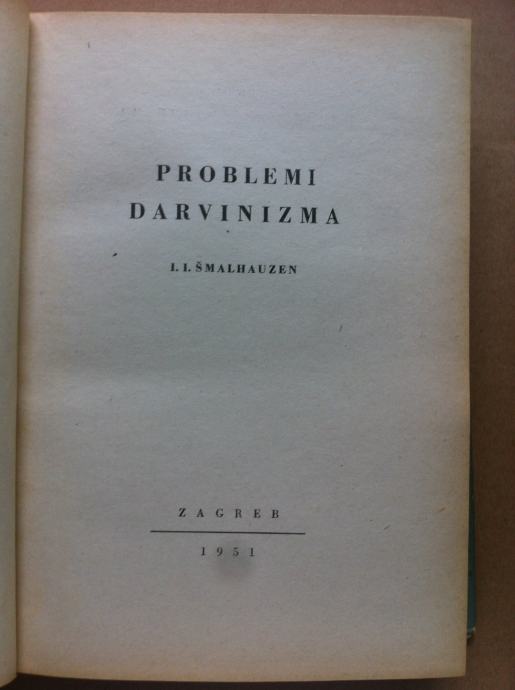 PROBLEMI
DARVINIZMA
I. I. ŠMALHAUZEN
ZAGREB
1951